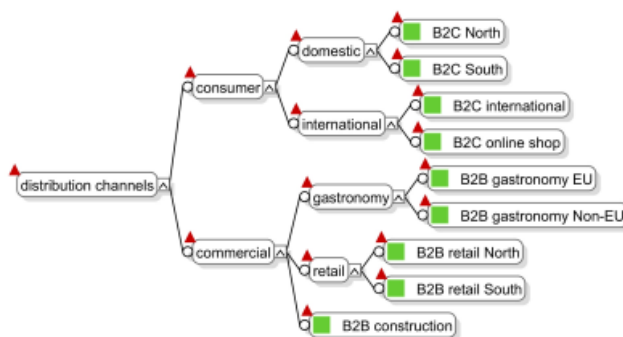 B2C North
domestic
B2C South
consumer
B2C international
international
B2C online shop
distribution channels
B2B gastronomy EU
gastronomy
B2B gastronomy Non-EU
commercial
B2B retail North
retail
B2B retail South
B2B construction